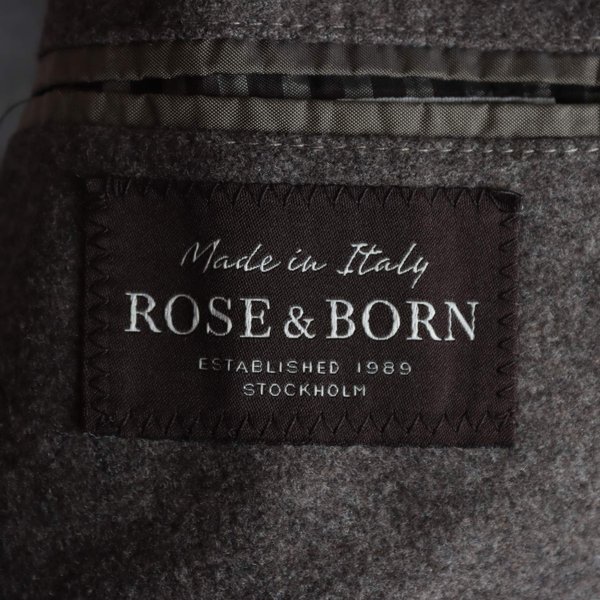 Made in Italy
ROSE & BORN
ESTABLISHED 1989
STOCKHOLM